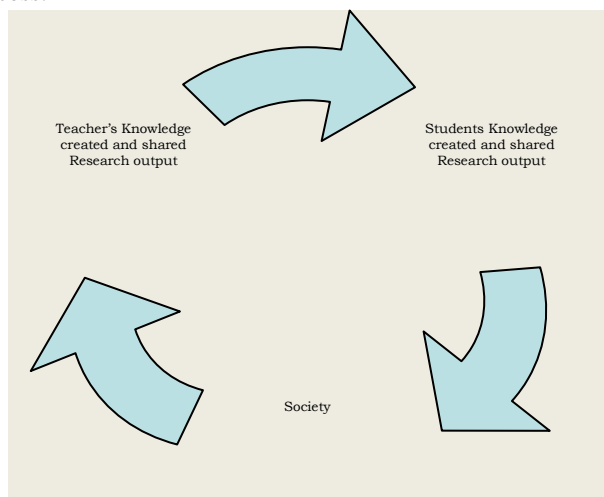 Teacher's Knowledge
created and shared
Research output
Students Knowledge
created and shared
Research output
Society